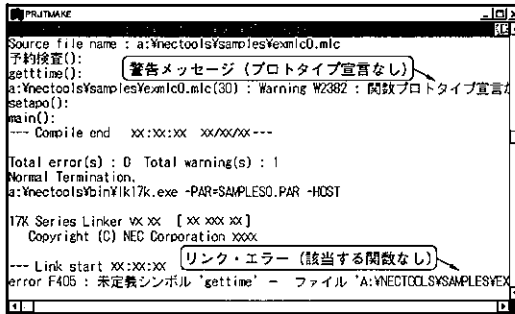 PRJTMAKE
Source file name : a:¥nectools¥samples¥exmlc0.mlc
予約検査():
getttime():
警告メッセージ（プロトタイプ宣言なし）
a:¥nectools¥samples¥exmlc0.mlc(30) : Warning W2382 : 関数プロトタイプ宣言が
setapo():
main():
--- Compile end XX:XX:XX XX/XX/XX---
Total error(s) : 0 Total warning(s) : 1
Normal Termination.
a:¥nectools¥bin¥lk17k.exe -PAR=SAMPLES0.PAR -HOST
17K Series Linker VX.XX [XX XXX XX]
Copyright (C) NEC Corporation XXXX
リンク・エラー（該当する関数なし）
--- Link start XX:XX:XX
error F405 : 未定義シンボル 'gettime' - ファイル 'A:¥NECTOOLS¥SAMPLES¥EX